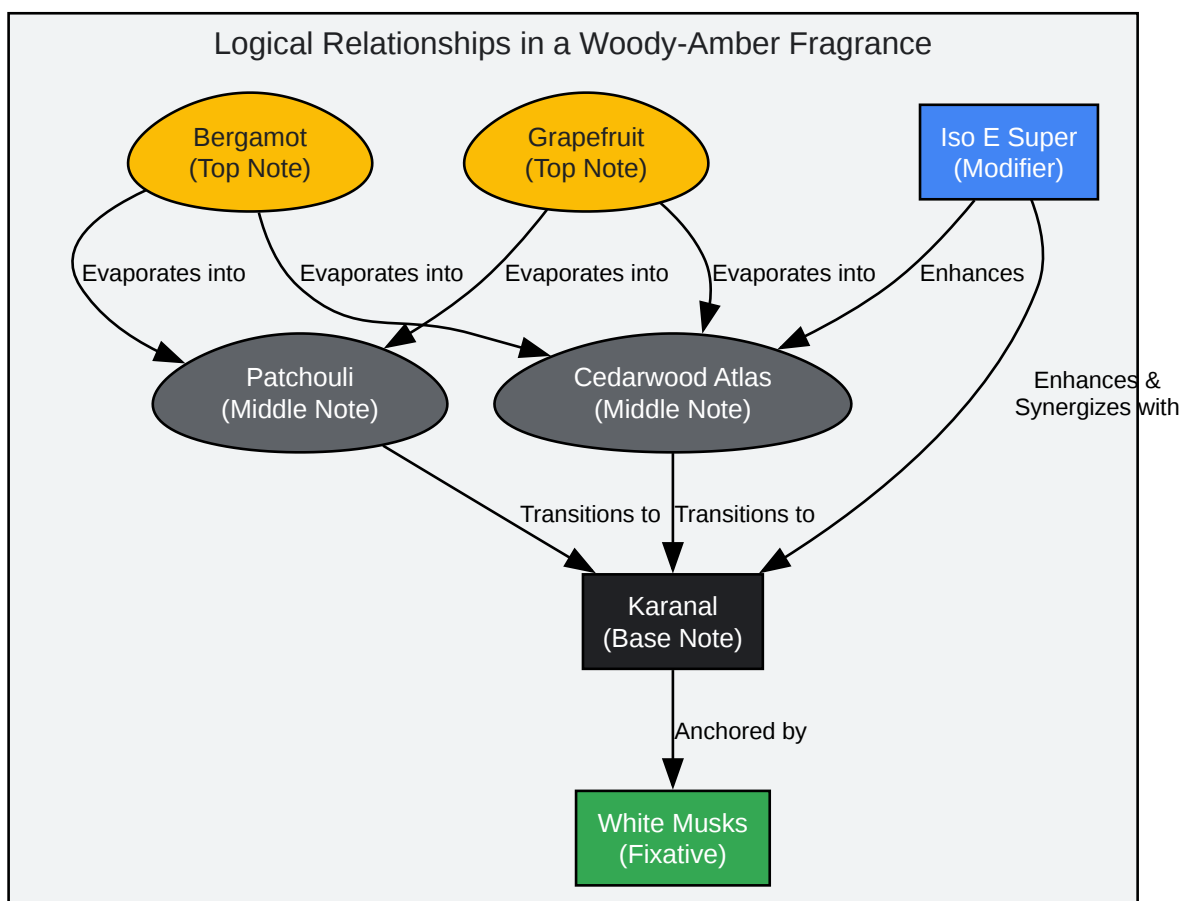 Logical Relationships in a Woody-Amber Fragrance
Bergamot
(Top Note)
Grapefruit
(Top Note)
Iso E Super
(Modifier)
Evaporates into
Evaporates into
Evaporates into
Evaporates into
Enhances
Patchouli
(Middle Note)
Cedarwood Atlas
(Middle Note)
Enhances &
Synergizes with
Transitions to
Transitions to
Karanal
(Base Note)
Anchored by
White Musks
(Fixative)